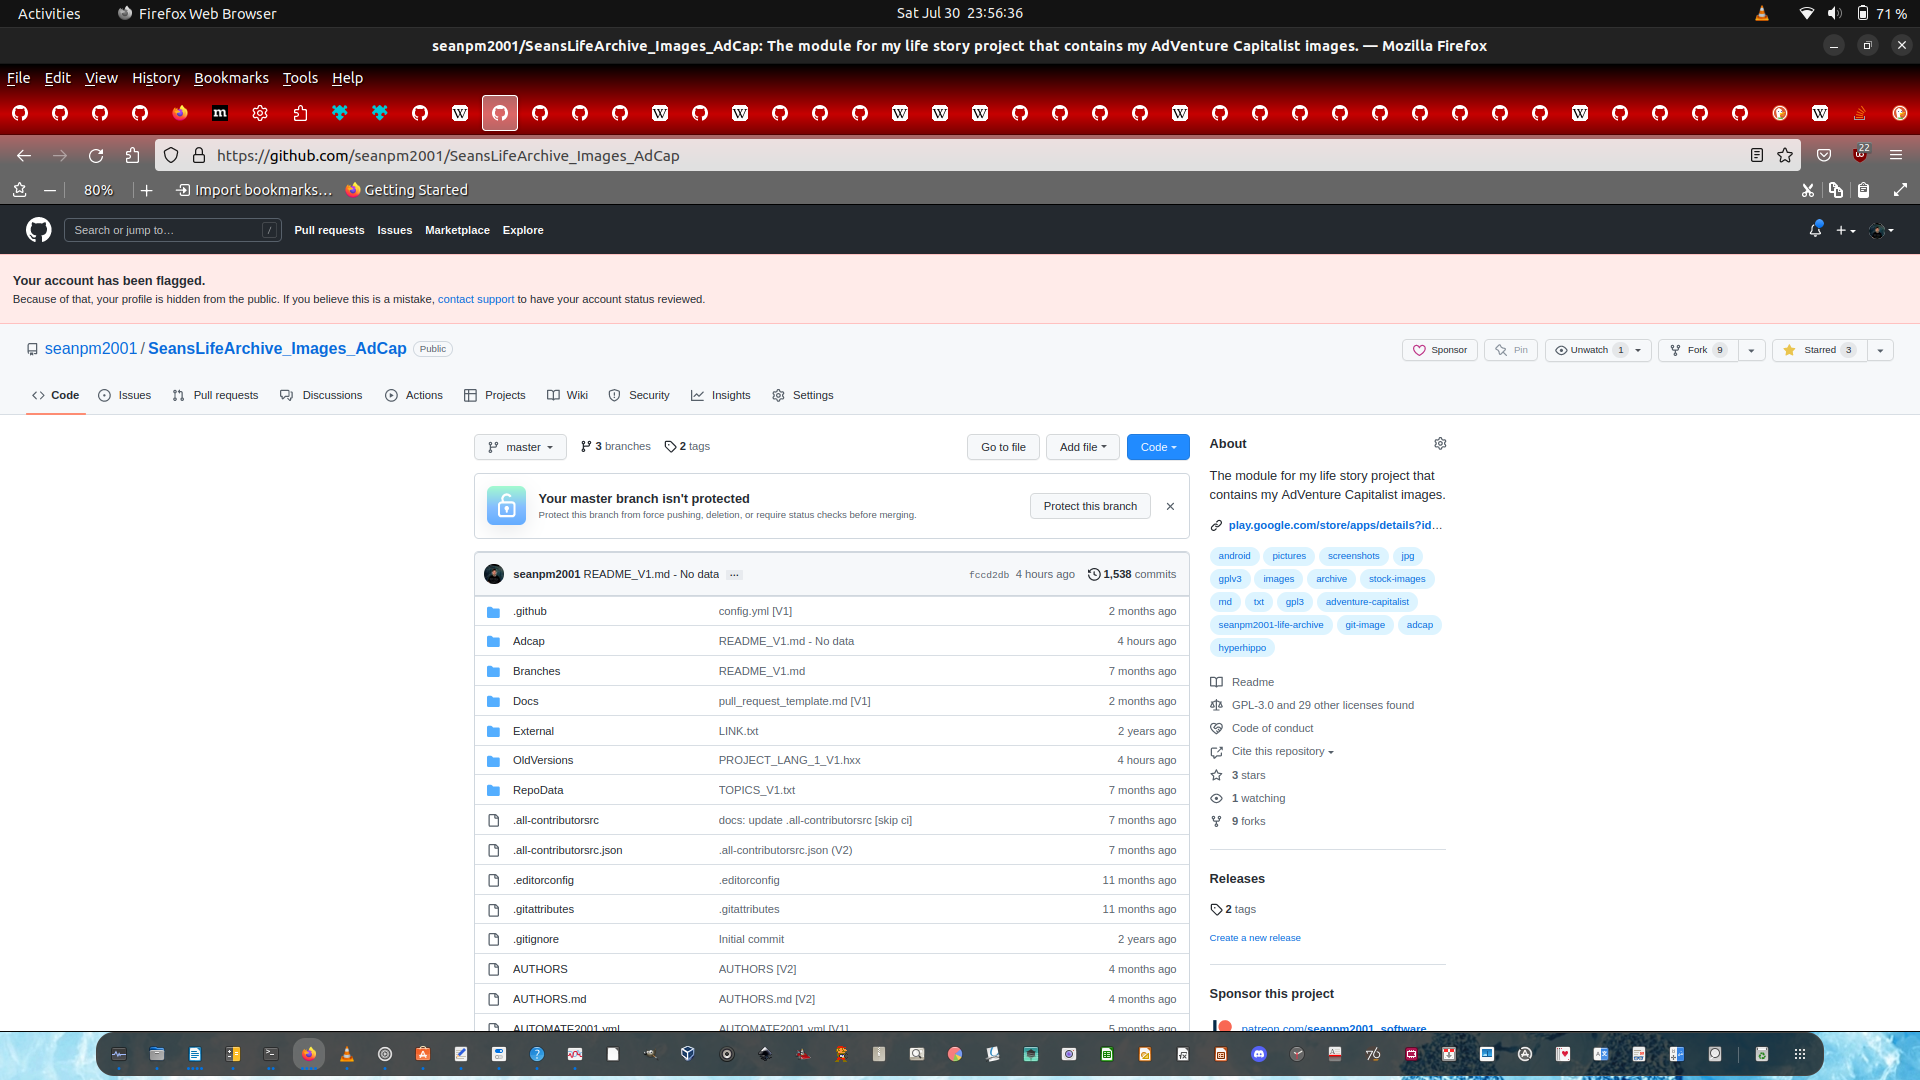 Activities
Firefox Web Browser
Sat Jul 30 23:56:36
71 %
seanpm2001/SeansLifeArchive_Images_AdCap: The module for my life story project that contains my AdVenture Capitalist images. — Mozilla Firefox
File Edit View History Bookmarks Tools Help
https://github.com/seanpm2001/SeansLifeArchive_Images_AdCap
22
80%
Import bookmarks…
Getting Started
Search or jump to…
/
Pull requests
Issues
Marketplace
Explore
Your account has been flagged.
Because of that, your profile is hidden from the public. If you believe this is a mistake, contact support to have your account status reviewed.
seanpm2001 / SeansLifeArchive_Images_AdCap Public
Sponsor
Pin
Unwatch 1
Fork 9
Starred 3
Code
Issues
Pull requests
Discussions
Actions
Projects
Wiki
Security
Insights
Settings
master
3 branches
2 tags
Go to file
Add file
Code
Your master branch isn't protected
Protect this branch from force pushing, deletion, or require status checks before merging.
Protect this branch
seanpm2001 README_V1.md - No data ...
fccd2db 4 hours ago
1,538 commits
.github config.yml [V1] 2 months ago
Adcap README_V1.md - No data 4 hours ago
Branches README_V1.md 7 months ago
Docs pull_request_template.md [V1] 2 months ago
External LINK.txt 2 years ago
OldVersions PROJECT_LANG_1_V1.hxx 4 hours ago
RepoData TOPICS_V1.txt 7 months ago
.all-contributorsrc docs: update .all-contributorsrc [skip ci] 7 months ago
.all-contributorsrc.json .all-contributorsrc.json (V2) 7 months ago
.editorconfig .editorconfig 11 months ago
.gitattributes .gitattributes 11 months ago
.gitignore Initial commit 2 years ago
AUTHORS AUTHORS [V2] 4 months ago
AUTHORS.md AUTHORS.md [V2] 4 months ago
AUTOMATE2001.yml AUTOMATE2001.yml [V1] 5 months ago
About
The module for my life story project that
contains my AdVenture Capitalist images.
play.google.com/store/apps/details?id…
android pictures screenshots jpg
gplv3 images archive stock-images
md txt gpl3 adventure-capitalist
seanpm2001-life-archive git-image adcap
hyperhippo
Readme
GPL-3.0 and 29 other licenses found
Code of conduct
Cite this repository
3 stars
1 watching
9 forks
Releases
2 tags
Create a new release
Sponsor this project
patreon.com/seanpm2001_software